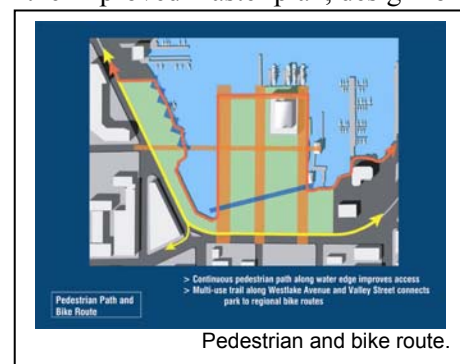 > Continuous pedestrian path along water edge improves access
> Multi-use trail along Westlake Avenue and Valley Street connects
park to regional bike routes
Pedestrian Path and
Bike Route
Pedestrian and bike route.